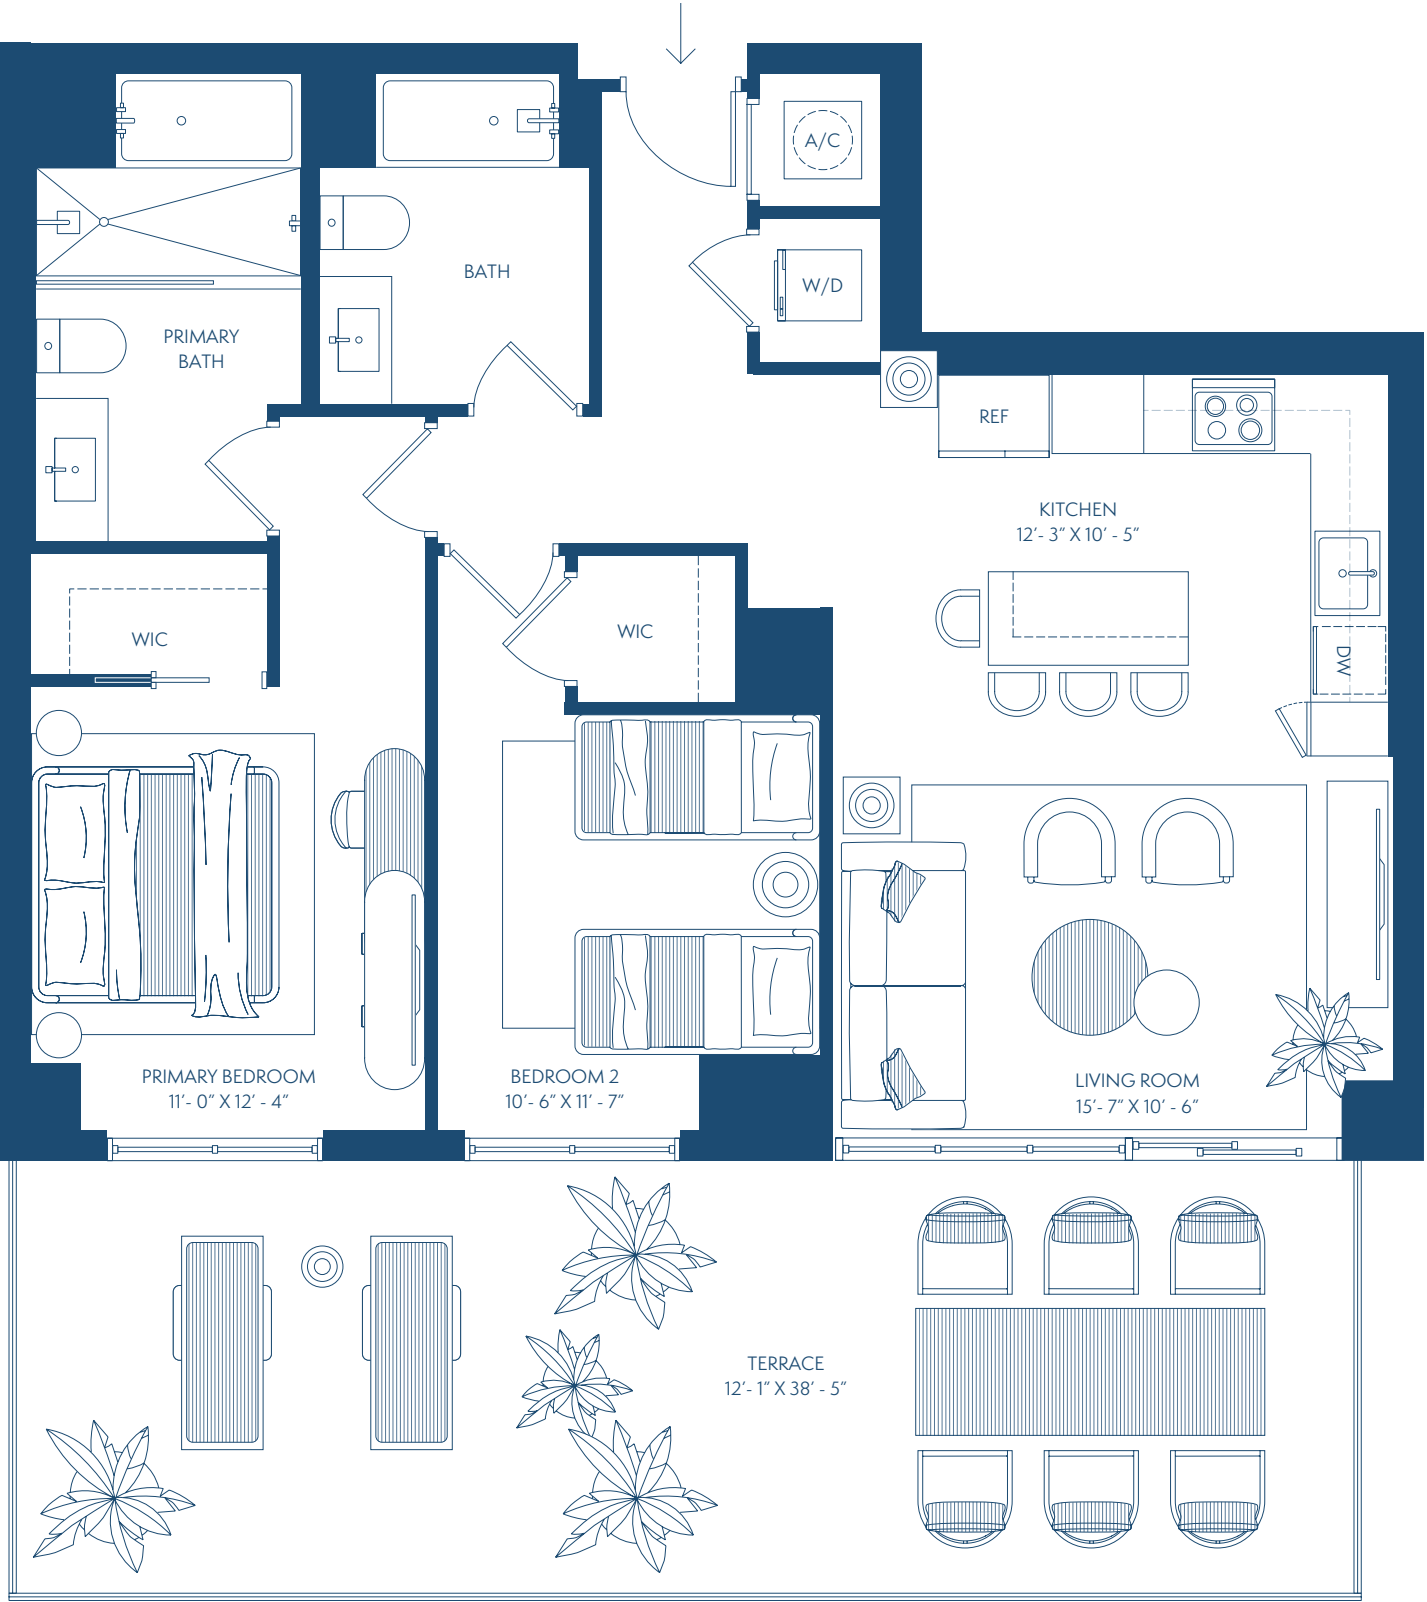 A/C
BATH
W/D
PRIMARY
BATH
REF
KITCHEN
12'- 3" X 10' - 5"
WIC
WIC
DW
PRIMARY BEDROOM
11'- 0" X 12' - 4"
BEDROOM 2
10'- 6" X 11' - 7"
LIVING ROOM
15'- 7" X 10' - 6"
TERRACE
12'- 1" X 38' - 5"